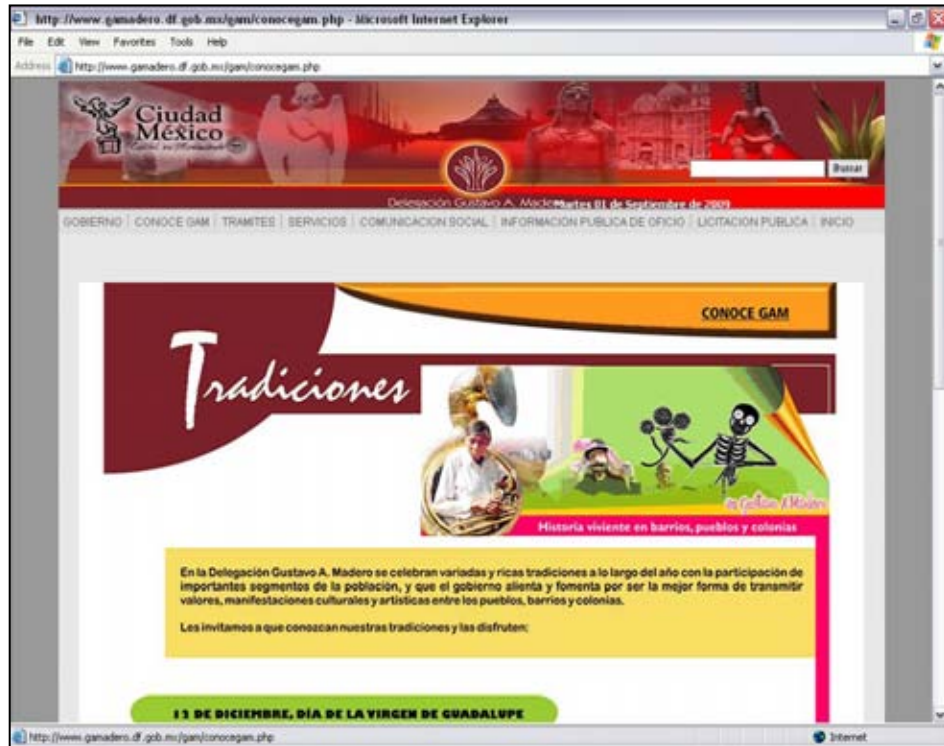 http://www.gamadero.df.gob.mx/gam/conocegam.php - Microsoft Internet Explorer
File Edit View Favorites Tools Help
Address http://www.gamadero.df.gob.mx/gam/conocegam.php
Ciudad
México
Buscar
Delegación Gustavo A. Madero Martes 01 de Septiembre de 2009
GOBIERNO CONOCE GAM TRAMITES SERVICIOS COMUNICACION SOCIAL INFORMACION PUBLICA DE OFICIO LICITACION PUBLICA INICIO
CONOCE GAM
Tradiciones
en Gustavo A Madero
Historia viviente en barrios, pueblos y colonias
En la Delegación Gustavo A. Madero se celebran variadas y ricas tradiciones a lo largo del año con la participación de
importantes segmentos de la población, y que el gobierno alienta y fomenta por ser la mejor forma de transmitir
valores, manifestaciones culturales y artísticas entre los pueblos, barrios y colonias.
Les invitamos a que conozcan nuestras tradiciones y las disfruten:
12 DE DICIEMBRE, DÍA DE LA VIRGEN DE GUADALUPE
http://www.gamadero.df.gob.mx/gam/conocegam.php Internet